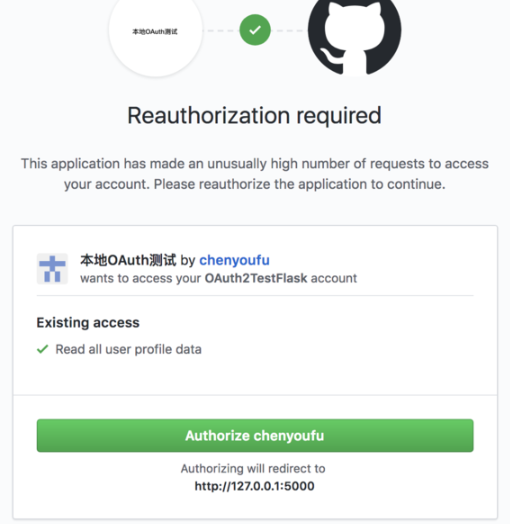 本地OAuth测试
Reauthorization required
This application has made an unusually high number of requests to access
your account. Please reauthorize the application to continue.
本地OAuth测试 by chenyoufu
wants to access your OAuth2TestFlask account
Existing access
Read all user profile data
Authorize chenyoufu
Authorizing will redirect to
http://127.0.0.1:5000